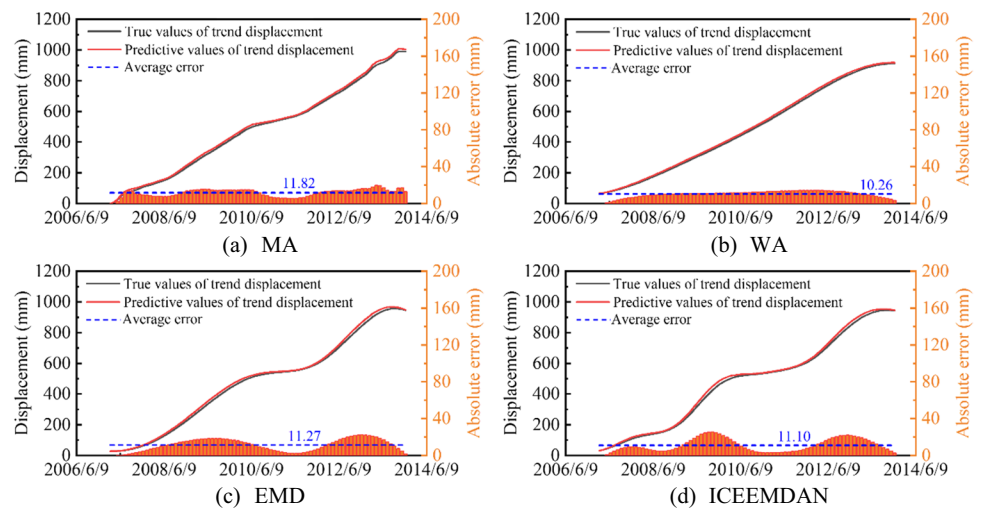 1200
1000
800
600
400
200
0
Displacement (mm)
True values of trend displacement
Predictive values of trend displacement
Average error
11.82
200
160
120
80
40
0
Absolute error (mm)
2006/6/9 2008/6/9 2010/6/9 2012/6/9 2014/6/9
(a) MA
1200
1000
800
600
400
200
0
Displacement (mm)
True values of trend displacement
Predictive values of trend displacement
Average error
10.26
200
160
120
80
40
0
Absolute error (mm)
2006/6/9 2008/6/9 2010/6/9 2012/6/9 2014/6/9
(b) WA
1200
1000
800
600
400
200
0
Displacement (mm)
True values of trend displacement
Predictive values of trend displacement
Average error
11.27
200
160
120
80
40
0
Absolute error (mm)
2006/6/9 2008/6/9 2010/6/9 2012/6/9 2014/6/9
(c) EMD
1200
1000
800
600
400
200
0
Displacement (mm)
True values of trend displacement
Predictive values of trend displacement
Average error
11.10
200
160
120
80
40
0
Absolute error (mm)
2006/6/9 2008/6/9 2010/6/9 2012/6/9 2014/6/9
(d) ICEEMDAN